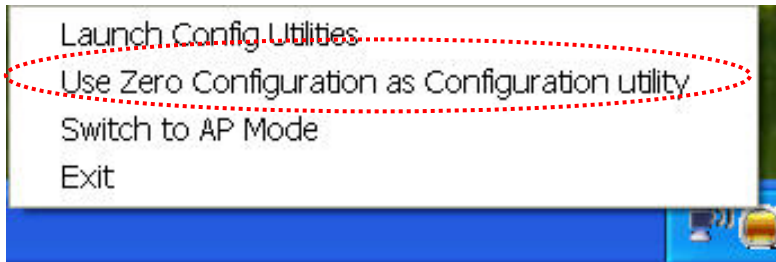 Launch Config Utilities
Use Zero Configuration as Configuration utility
Switch to AP Mode
Exit